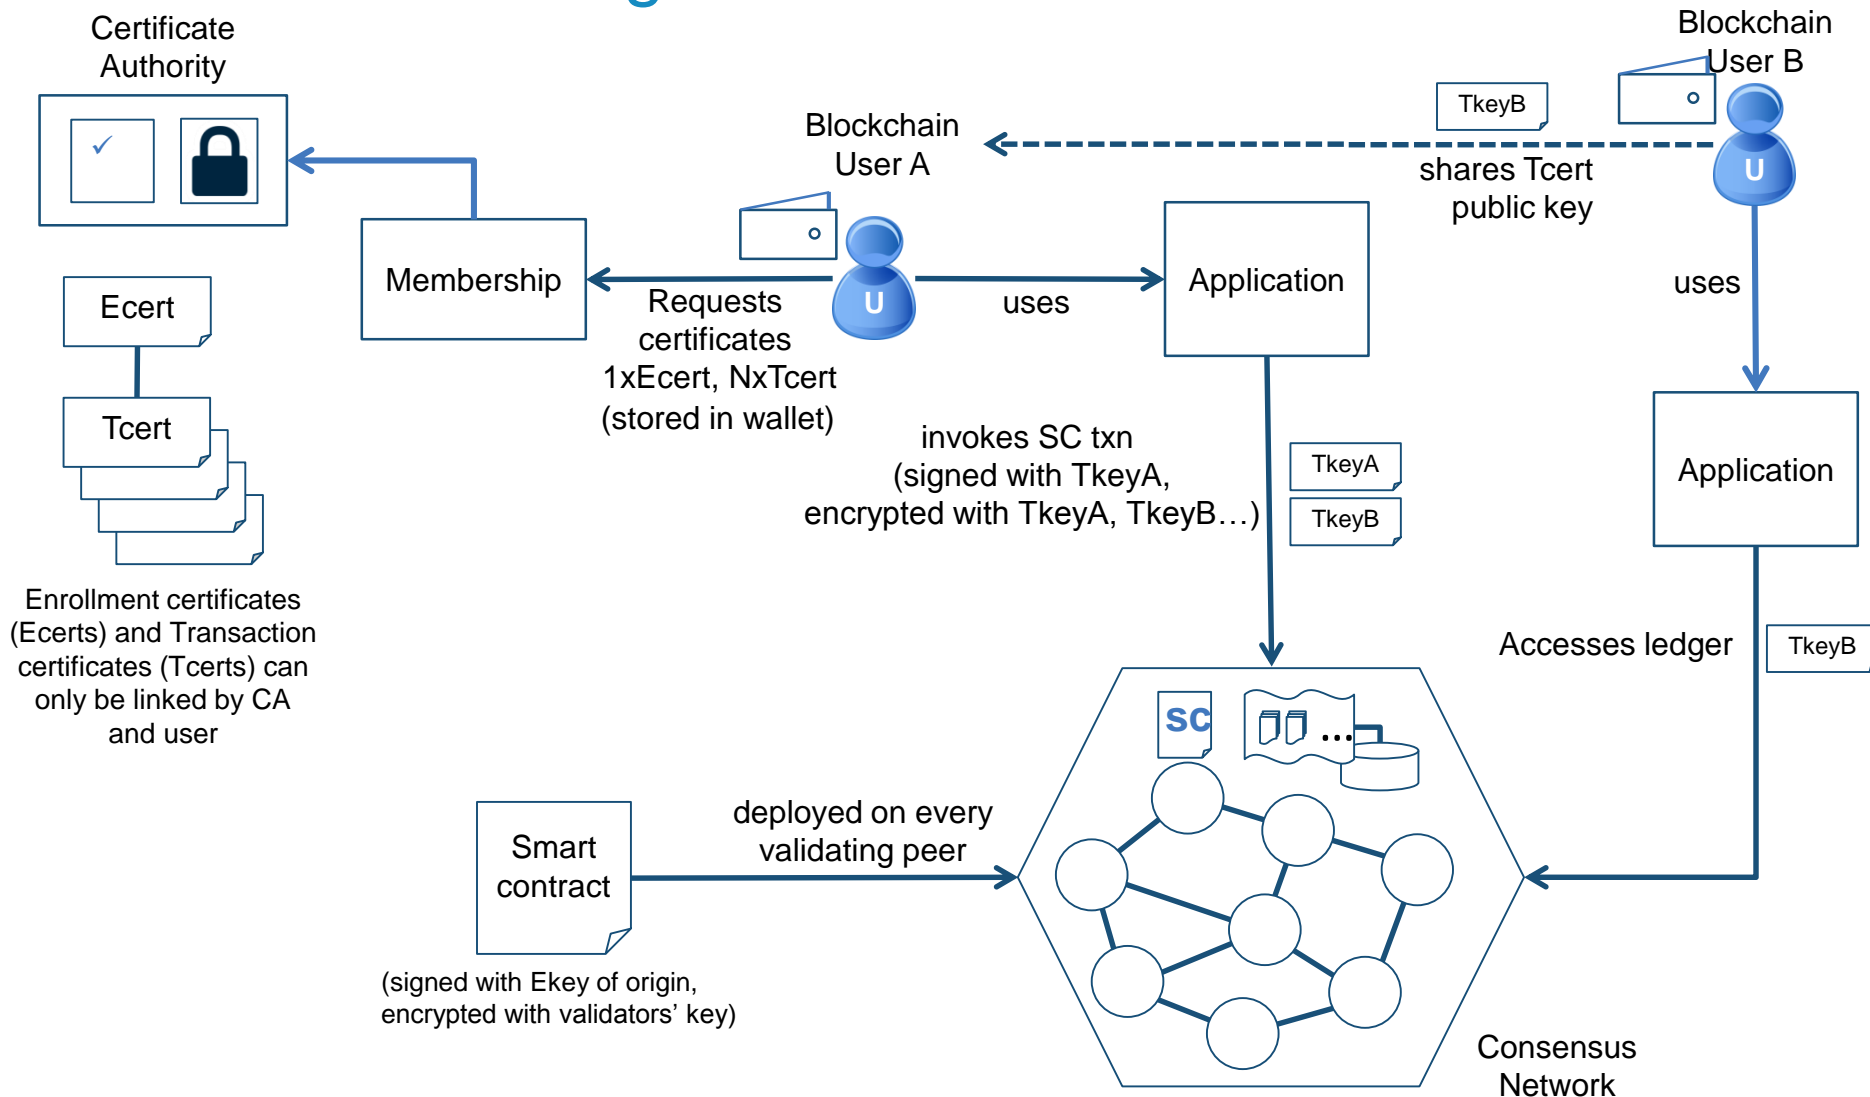 Certificate
Authority
Blockchain
User B
TkeyB
Blockchain
User A
shares Tcert
public key
U
Membership
Requests
certificates
1xEcert, NxTcert
(stored in wallet)
U
uses
Application
uses
Ecert
Tcert
Enrollment certificates
(Ecerts) and Transaction
certificates (Tcerts) can
only be linked by CA
and user
invokes SC txn
(signed with TkeyA,
encrypted with TkeyA, TkeyB…)
TkeyA
TkeyB
Application
Accesses ledger
TkeyB
sc
...
Smart
contract
deployed on every
validating peer
(signed with Ekey of origin,
encrypted with validators’ key)
Consensus
Network